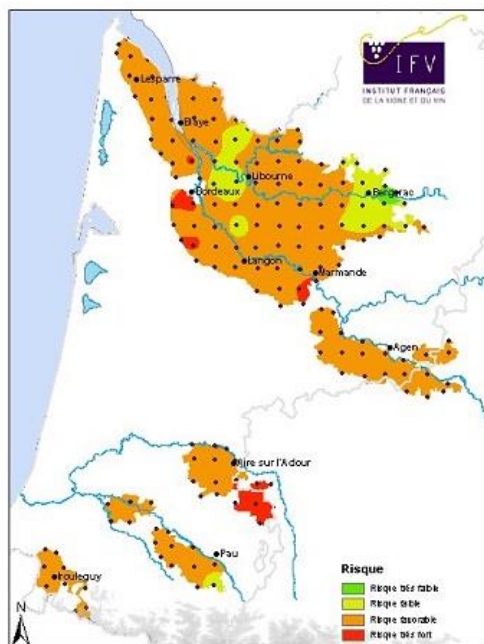 IFV
INSTITUT FRANÇAIS
DE LA VIGNE ET DU VIN
Lesparre
Blaye
Libourne
Bergerac
Bordeaux
Langon
Marmande
Agen
Aire sur l'Adour
Pau
Irouleguy
N
Risque
Risque très faible
Risque faible
Risque favorable
Risque très fort